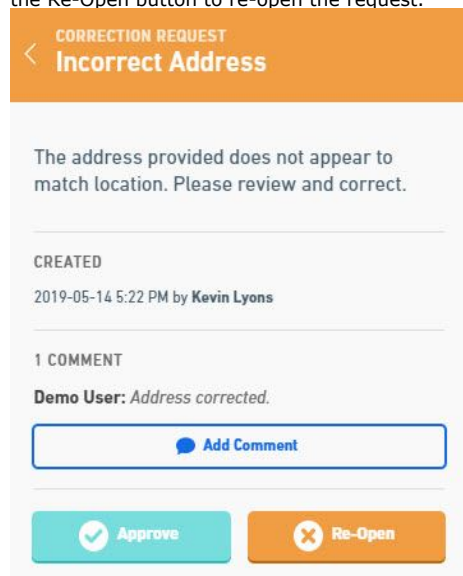 the Re-Open button to re-open the request.
CORRECTION REQUEST
Incorrect Address
The address provided does not appear to
match location. Please review and correct.
CREATED
2019-05-14 5:22 PM by Kevin Lyons
1 COMMENT
Demo User: Address corrected.
Add Comment
Approve
Re-Open